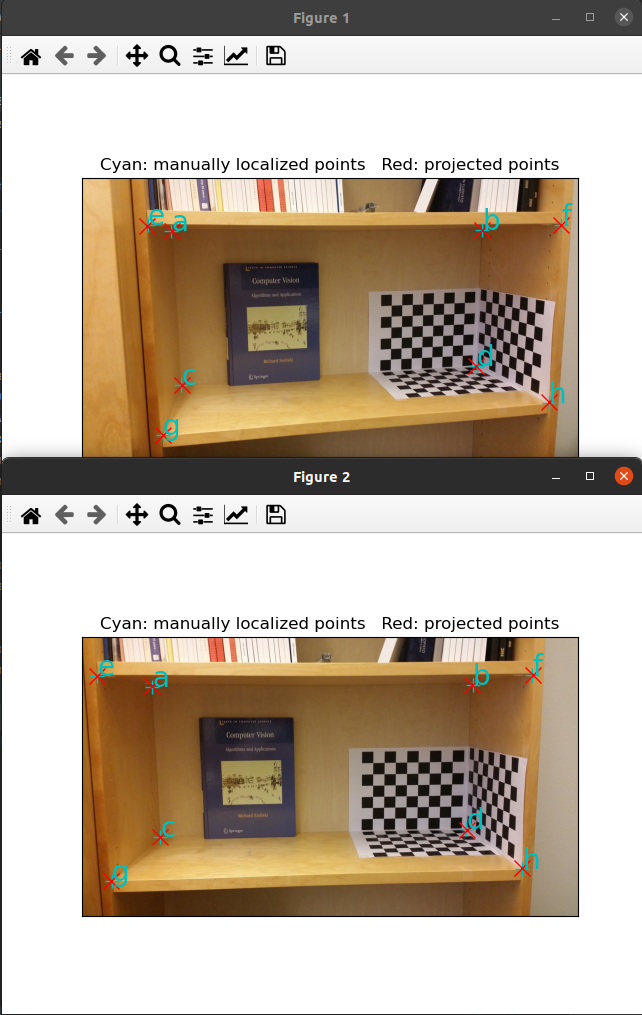 Figure 1
Cyan: manually localized points   Red: projected points
e
a
b
f
Computer Vision
Algorithms and Applications
c
d
Richard Szeliski
Springer
h
g
Figure 2
Cyan: manually localized points   Red: projected points
e
a
b
f
Computer Vision
Algorithms and Applications
c
d
Richard Szeliski
Springer
g
h